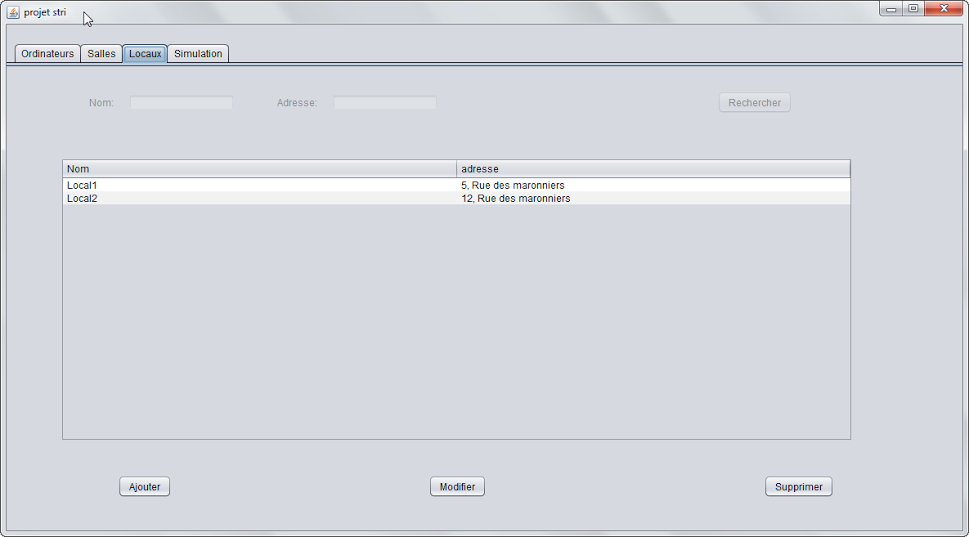 projet stri
Ordinateurs Salles Locaux Simulation
Nom: Adresse: Rechercher
Nom adresse
Local1 5, Rue des maronniers
Local2 12, Rue des maronniers
Ajouter Modifier Supprimer